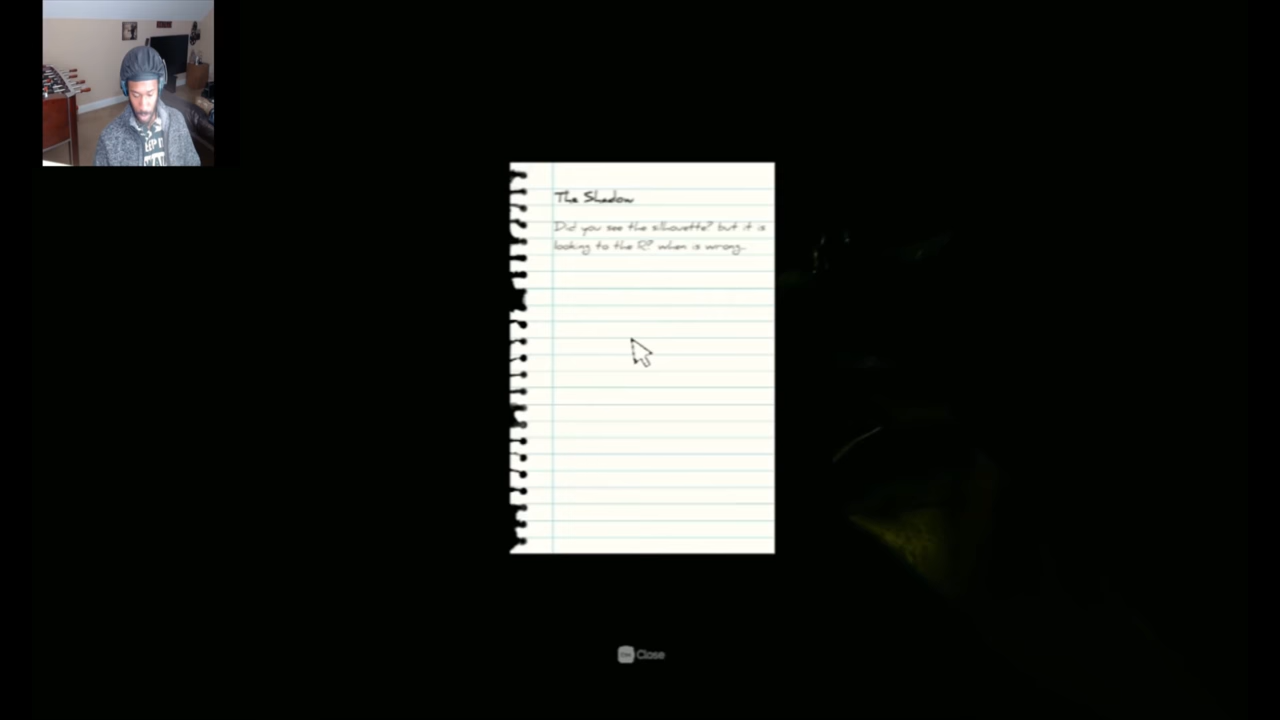 The Shadow
Did you see the silhouette? but it is
looking to the R? when is wrong...
Close